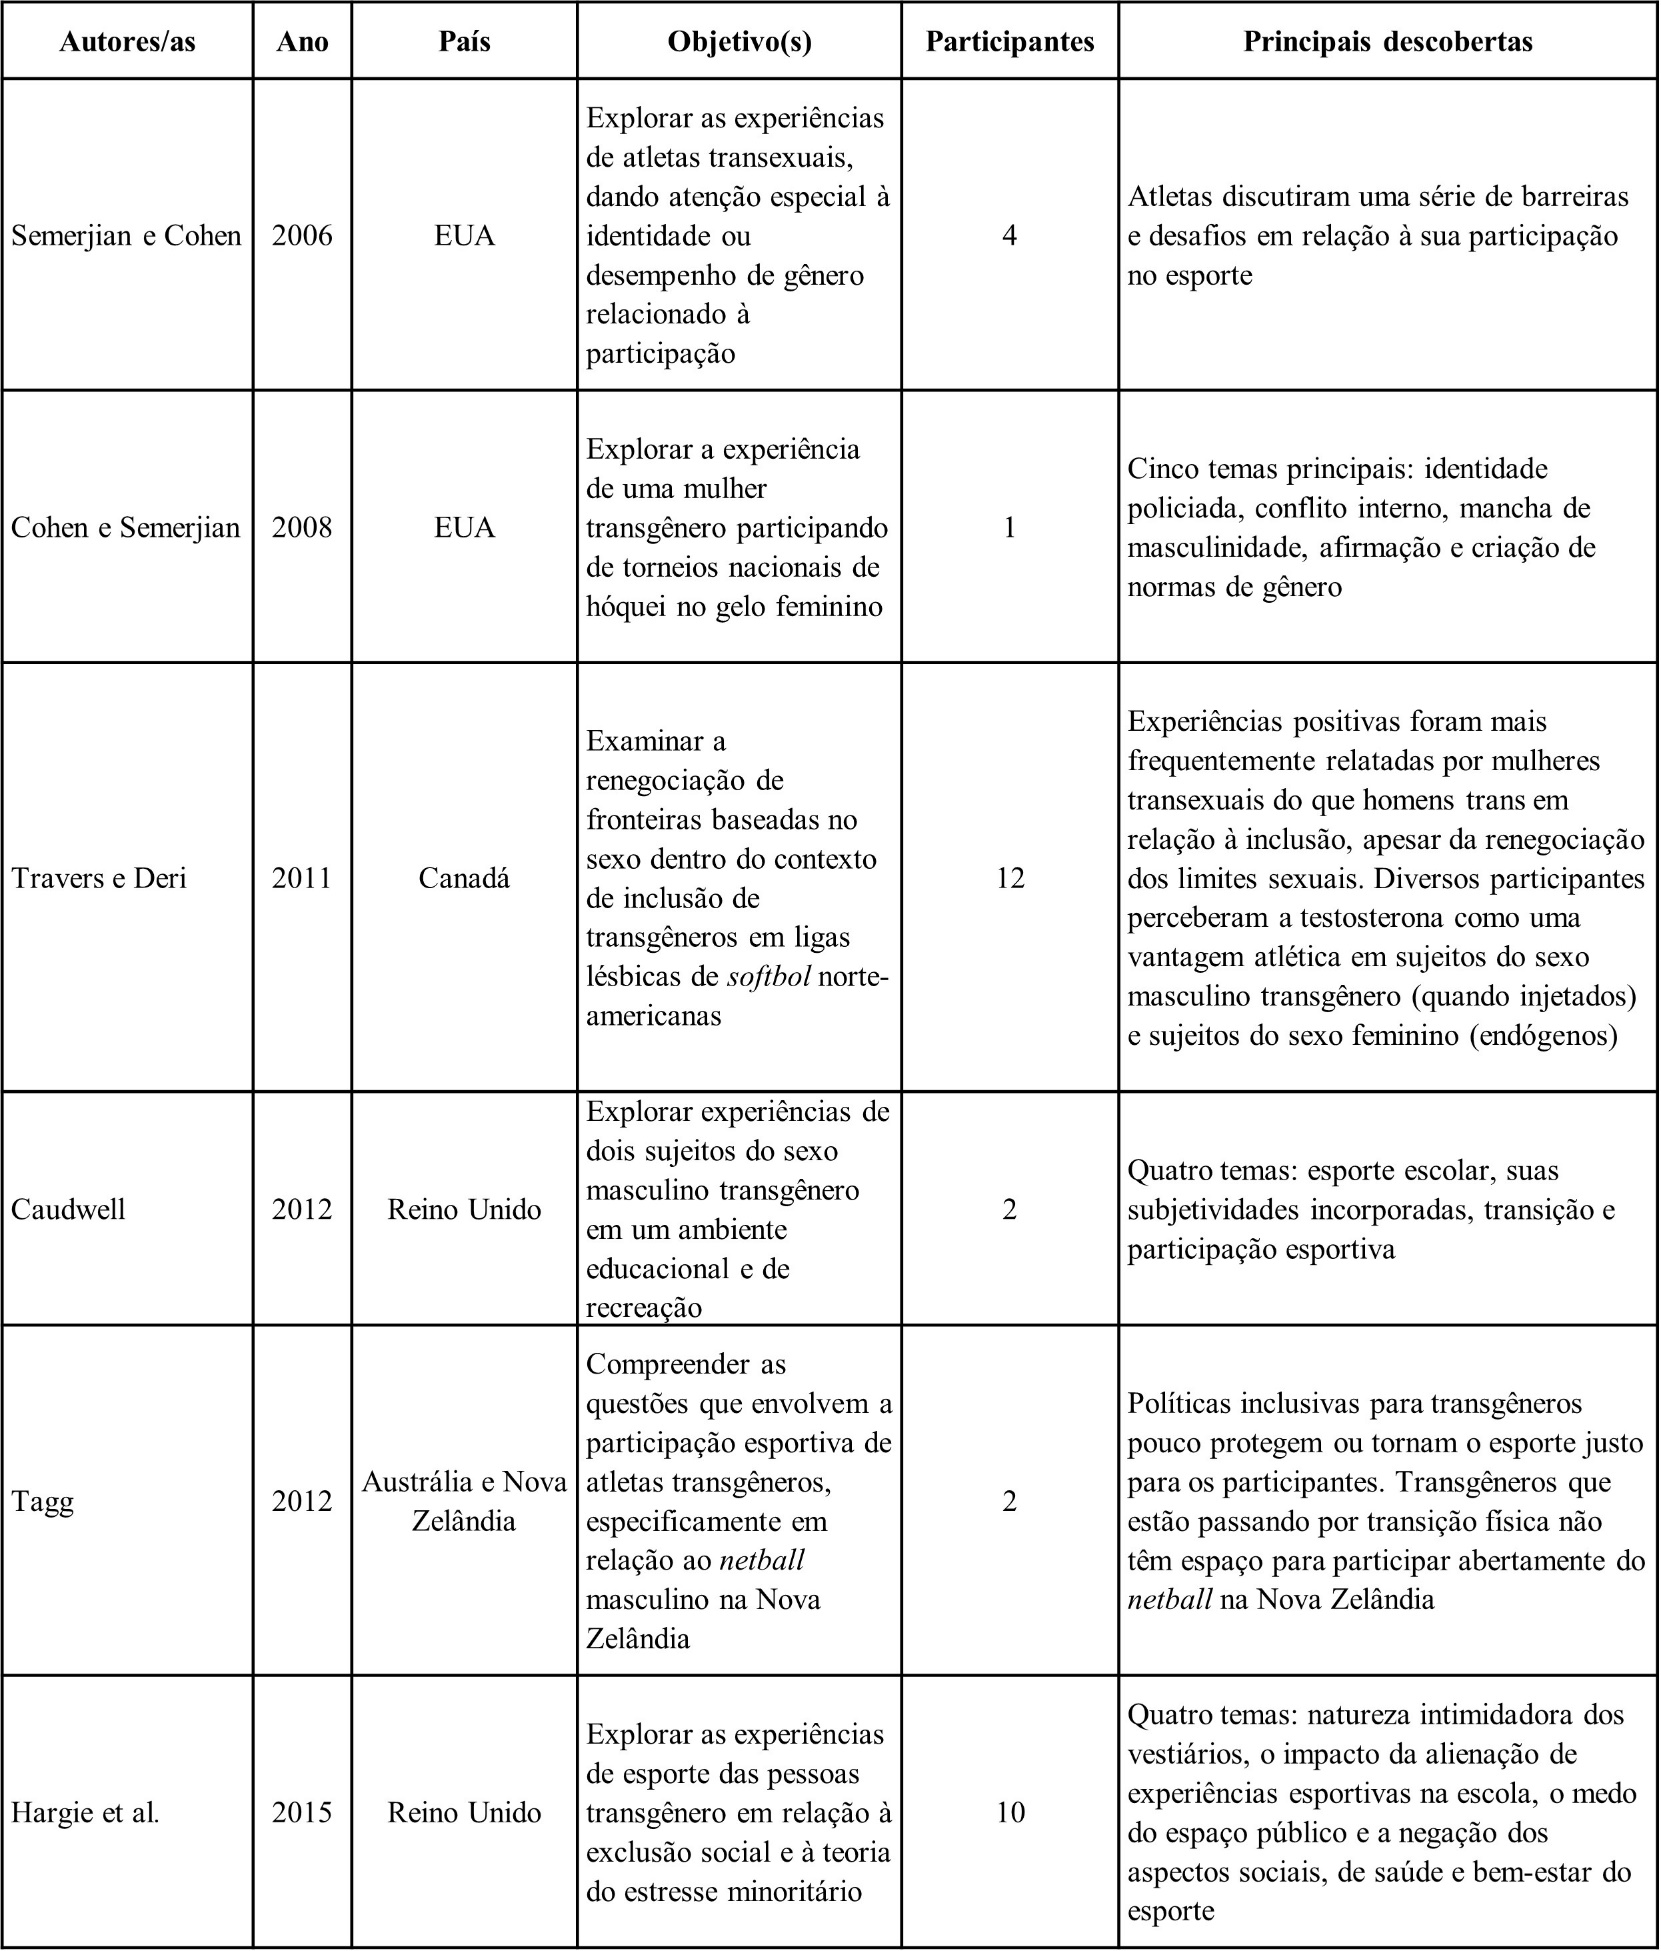 Autores/as
Ano
País
Objetivo(s)
Participantes
Principais descobertas
Semerjian e Cohen
2006
EUA
Explorar as experiências
de atletas transexuais,
dando atenção especial à
identidade ou
desempenho de gênero
relacionado à
participação
4
Atletas discutiram uma série de barreiras
e desafios em relação à sua participação
no esporte
Cohen e Semerjian
2008
EUA
Explorar a experiência
de uma mulher
transgênero participando
de torneios nacionais de
hóquei no gelo feminino
1
Cinco temas principais: identidade
policiada, conflito interno, mancha de
masculinidade, afirmação e criação de
normas de gênero
Travers e Deri
2011
Canadá
Examinar a
renegociação de
fronteiras baseadas no
sexo dentro do contexto
de inclusão de
transgêneros em ligas
lésbicas de softbol norte-
americanas
12
Experiências positivas foram mais
frequentemente relatadas por mulheres
transexuais do que homens trans em
relação à inclusão, apesar da renegociação
dos limites sexuais. Diversos participantes
perceberam a testosterona como uma
vantagem atlética em sujeitos do sexo
masculino transgênero (quando injetados)
e sujeitos do sexo feminino (endógenos)
Caudwell
2012
Reino Unido
Explorar experiências de
dois sujeitos do sexo
masculino transgênero
em um ambiente
educacional e de
recreação
2
Quatro temas: esporte escolar, suas
subjetividades incorporadas, transição e
participação esportiva
Tagg
2012
Austrália e Nova
Zelândia
Compreender as
questões que envolvem a
participação esportiva de
atletas transgêneros,
especificamente em
relação ao netball
masculino na Nova
Zelândia
2
Políticas inclusivas para transgêneros
pouco protegem ou tornam o esporte justo
para os participantes. Transgêneros que
estão passando por transição física não
têm espaço para participar abertamente do
netball na Nova Zelândia
Hargie et al.
2015
Reino Unido
Explorar as experiências
de esporte das pessoas
transgênero em relação à
exclusão social e à teoria
do estresse minoritário
10
Quatro temas: natureza intimidadora dos
vestiários, o impacto da alienação de
experiências esportivas na escola, o medo
do espaço público e a negação dos
aspectos sociais, de saúde e bem-estar do
esporte